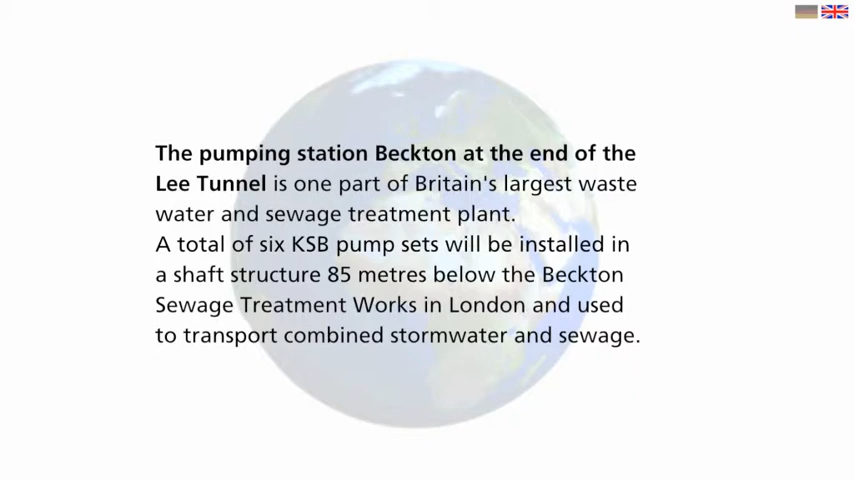 The pumping station Beckton at the end of the
Lee Tunnel is one part of Britain's largest waste
water and sewage treatment plant.
A total of six KSB pump sets will be installed in
a shaft structure 85 metres below the Beckton
Sewage Treatment Works in London and used
to transport combined stormwater and sewage.